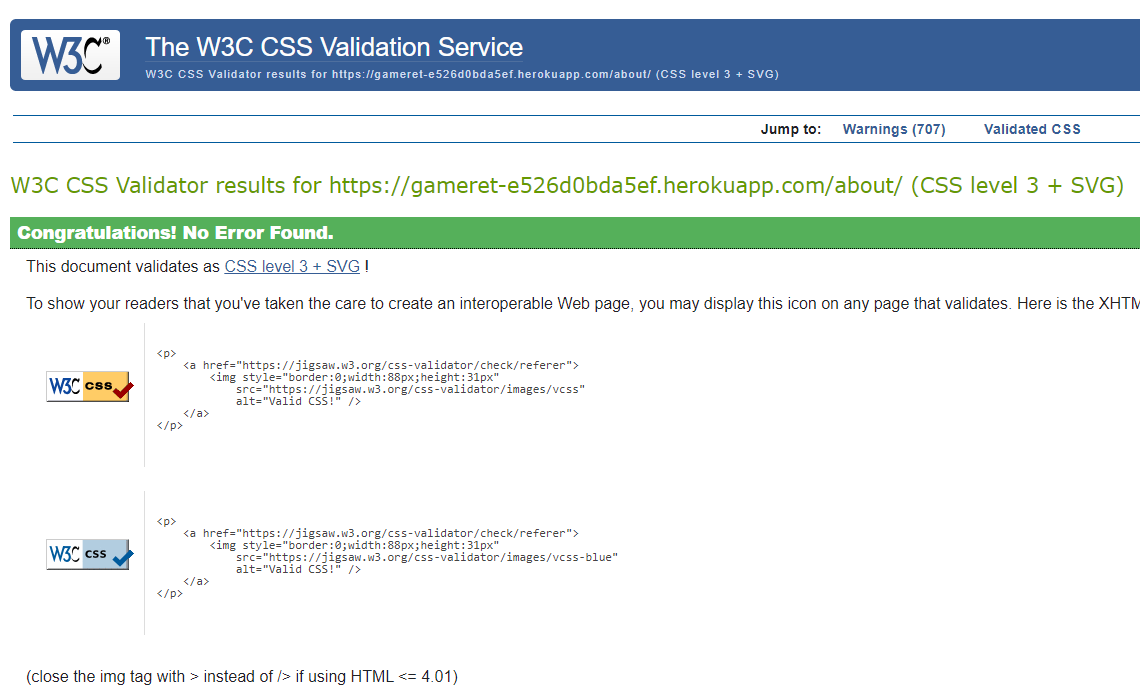 W3C®
The W3C CSS Validation Service
W3C CSS Validator results for https://gameret-e526d0bda5ef.herokuapp.com/about/ (CSS level 3 + SVG)
Jump to: Warnings (707) Validated CSS
W3C CSS Validator results for https://gameret-e526d0bda5ef.herokuapp.com/about/ (CSS level 3 + SVG)
Congratulations! No Error Found.
This document validates as CSS level 3 + SVG !
To show your readers that you've taken the care to create an interoperable Web page, you may display this icon on any page that validates. Here is the XHTM
<p>
<a href="https://jigsaw.w3.org/css-validator/check/referer">
<img style="border:0;width:88px;height:31px"
W3C css
src="https://jigsaw.w3.org/css-validator/images/vcss"
alt="Valid CSS!" />
</a>
</p>
<p>
<a href="https://jigsaw.w3.org/css-validator/check/referer">
<img style="border:0;width:88px;height:31px"
W3C css
src="https://jigsaw.w3.org/css-validator/images/vcss-blue"
alt="Valid CSS!" />
</a>
</p>
(close the img tag with > instead of /> if using HTML <= 4.01)